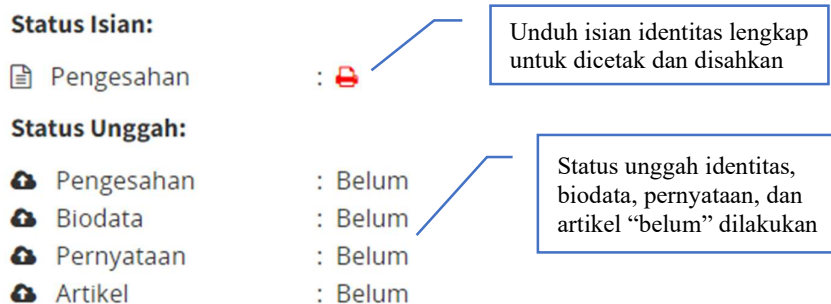 Status Isian:
Pengesahan :
Unduh isian identitas lengkap
untuk dicetak dan disahkan
Status Unggah:
Pengesahan : Belum
Biodata : Belum
Pernyataan : Belum
Artikel : Belum
Status unggah identitas,
biodata, pernyataan, dan
artikel “belum” dilakukan